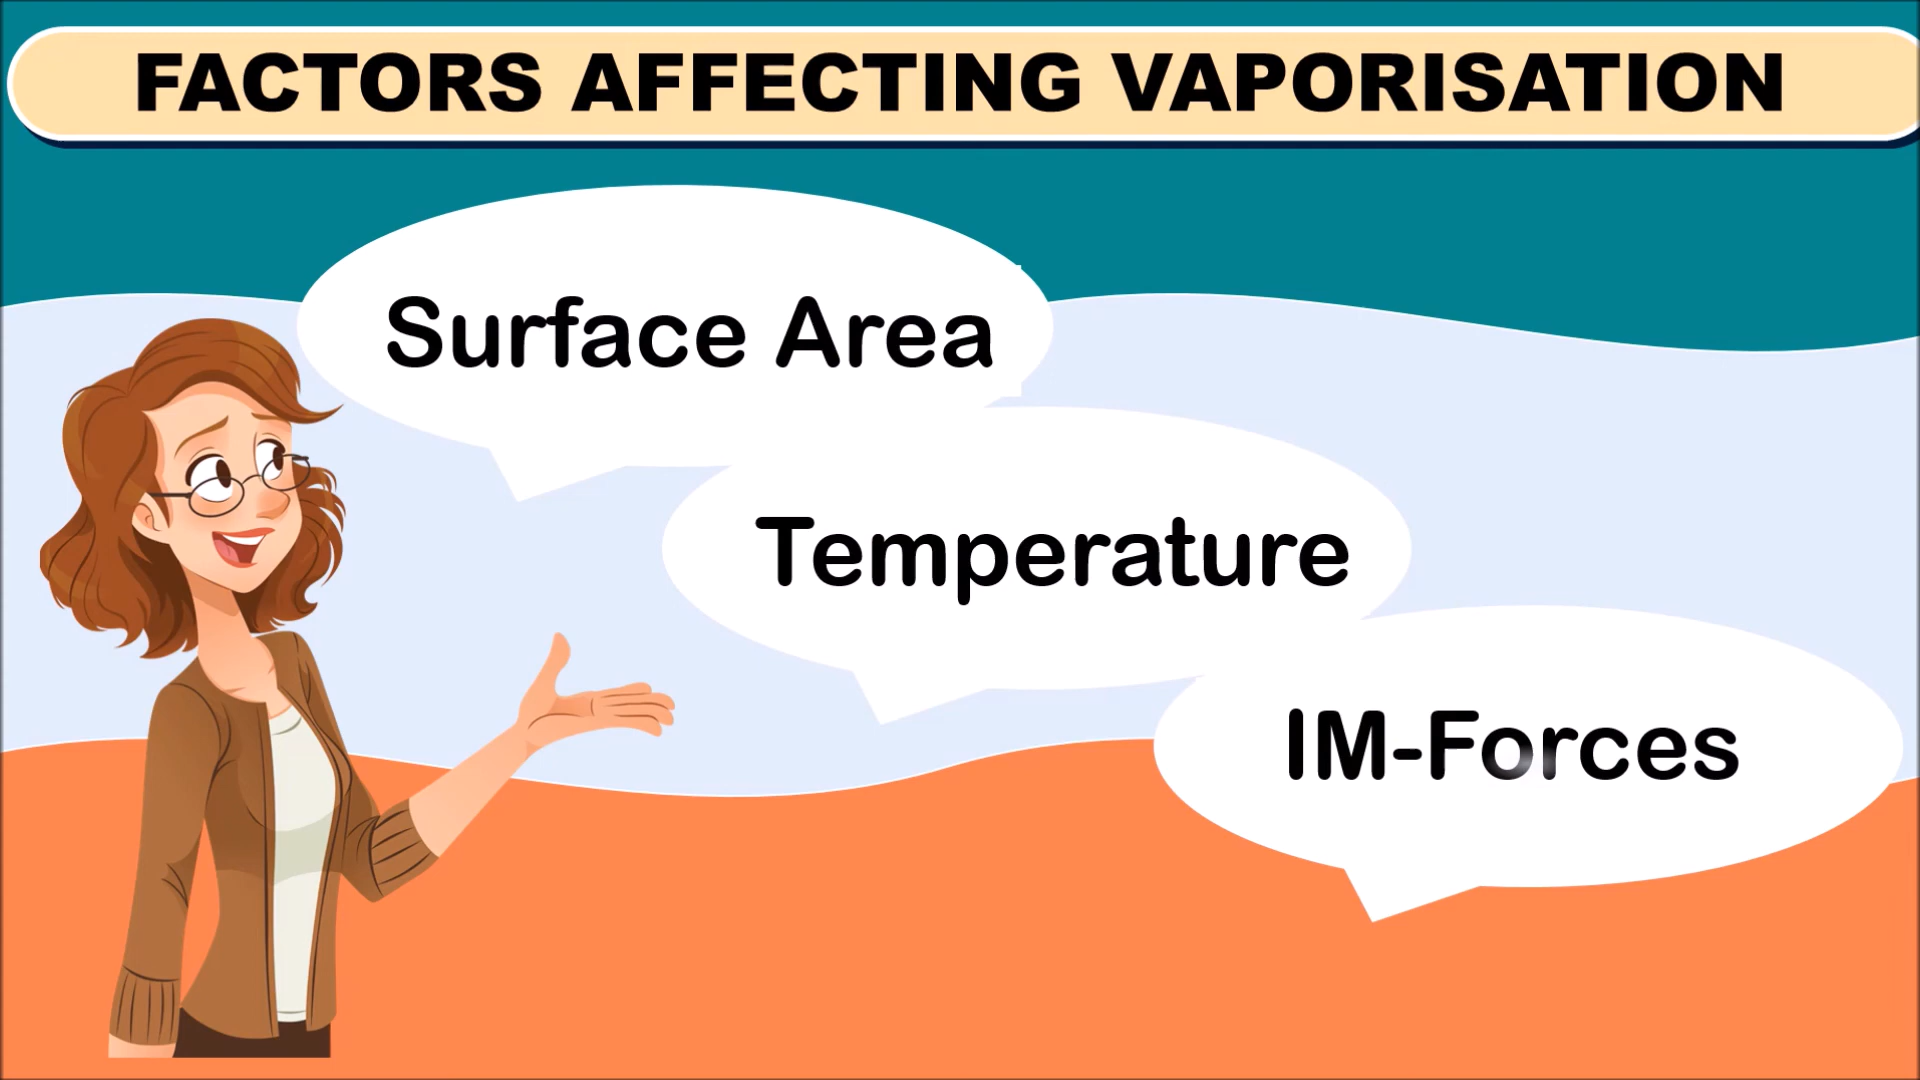 FACTORS AFFECTING VAPORISATION
Surface Area
Temperature
IM-Forces